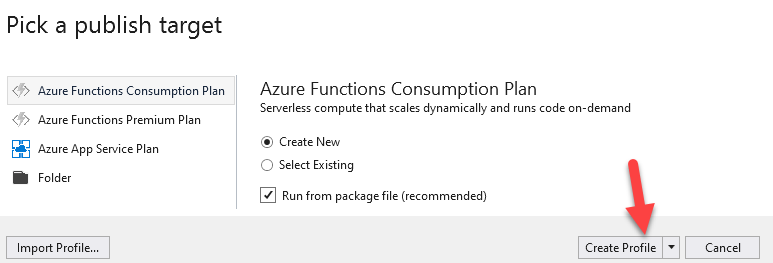 Pick a publish target
Azure Functions Consumption Plan
Azure Functions Premium Plan
Azure App Service Plan
Folder
Azure Functions Consumption Plan
Serverless compute that scales dynamically and runs code on-demand
Create New
Select Existing
Run from package file (recommended)
Import Profile...
Create Profile
Cancel